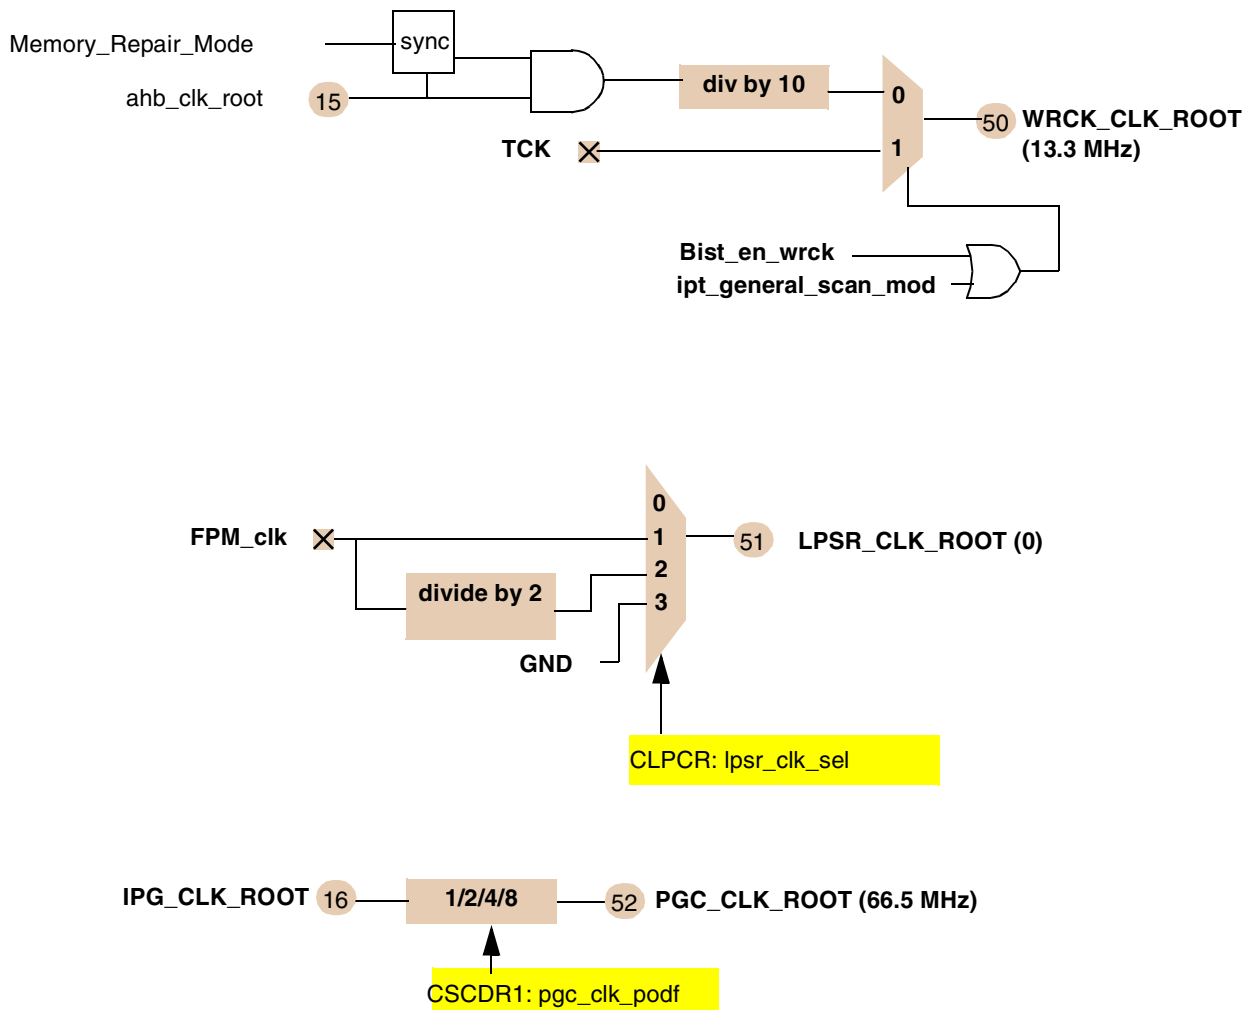 Memory_Repair_Mode
sync
ahb_clk_root
15
div by 10
0
1
TCK
50
WRCK_CLK_ROOT
(13.3 MHz)
Bist_en_wrck
ipt_general_scan_mod
FPM_clk
0
1
2
3
divide by 2
GND
51
LPSR_CLK_ROOT (0)
CLPCR: lpsr_clk_sel
IPG_CLK_ROOT
16
1/2/4/8
52
PGC_CLK_ROOT (66.5 MHz)
CSCDR1: pgc_clk_podf